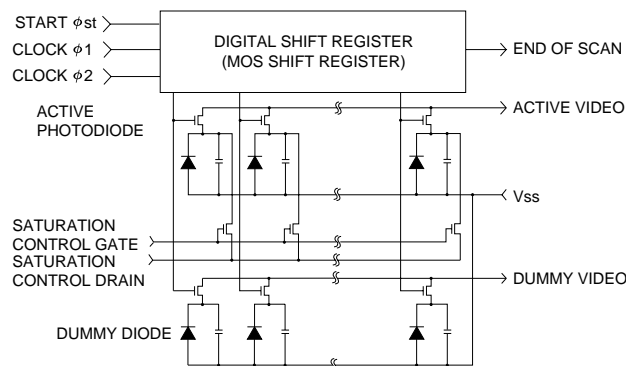 START φst
CLOCK φ1
CLOCK φ2
DIGITAL SHIFT REGISTER
(MOS SHIFT REGISTER)
END OF SCAN
ACTIVE
PHOTODIODE
ACTIVE VIDEO
Vss
SATURATION
CONTROL GATE
SATURATION
CONTROL DRAIN
DUMMY VIDEO
DUMMY DIODE